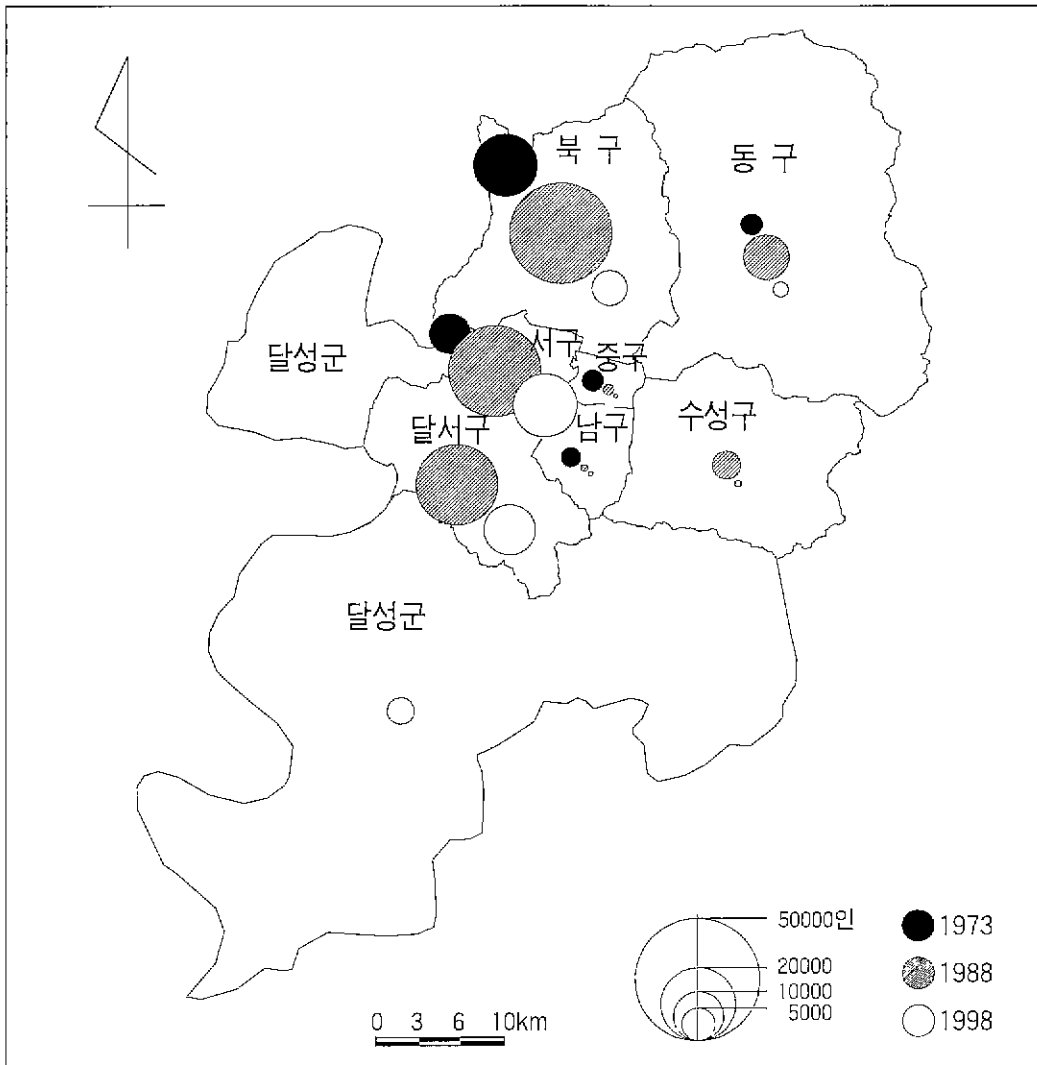 북 구
동 구
달성군
서구
중구
달서구
남구
수성구
달성군
50000인
20000
10000
5000
1973
1988
1998
0 3 6 10km